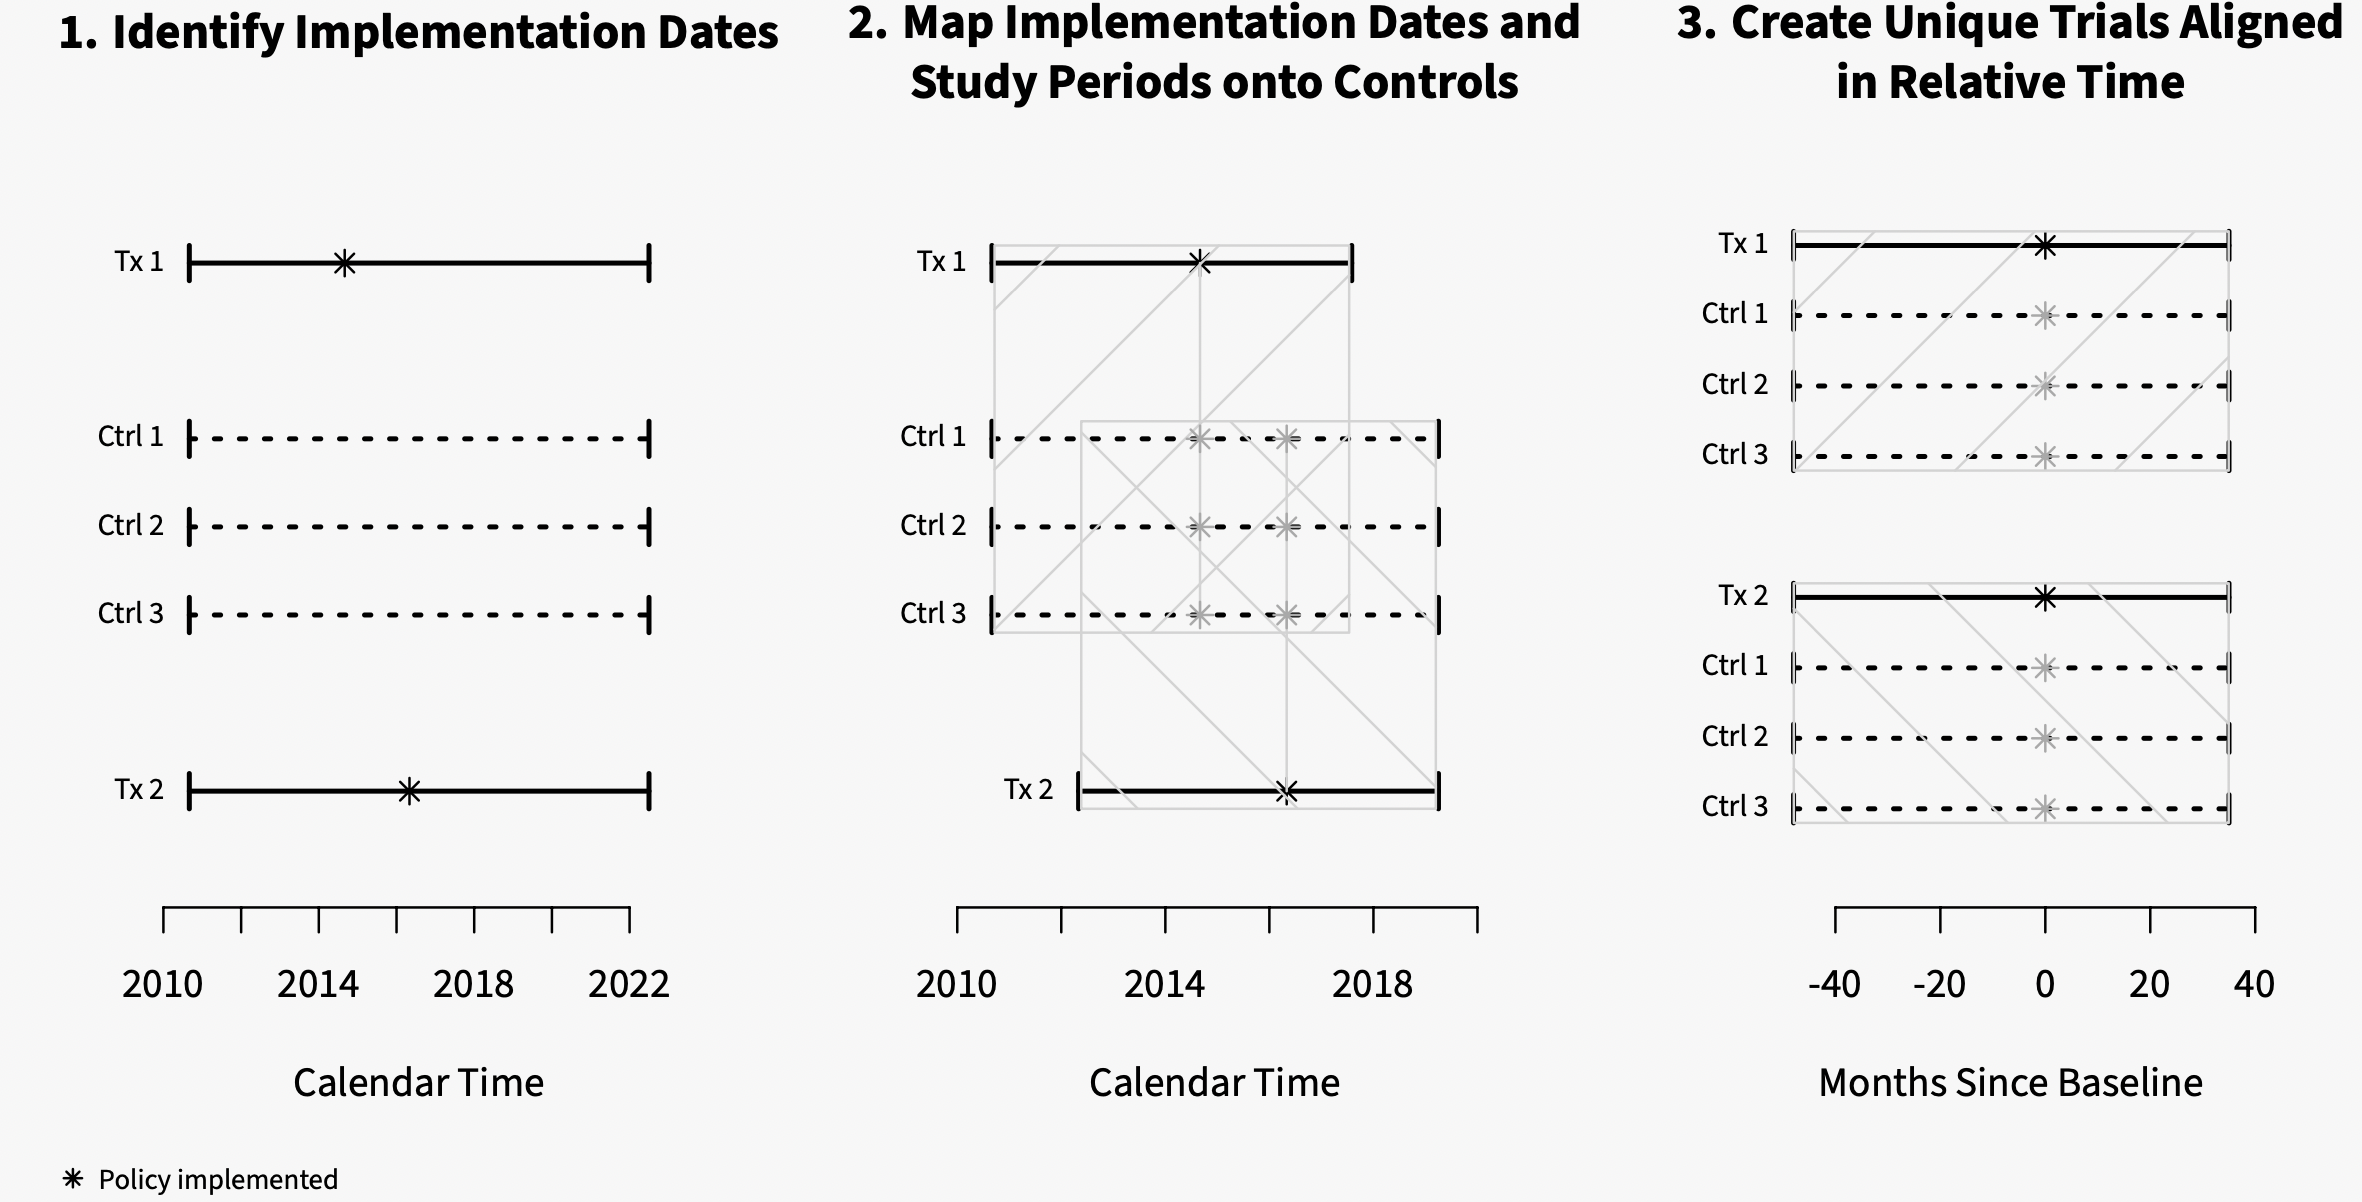 1. Identify Implementation Dates
Tx 1
Ctrl 1
Ctrl 2
Ctrl 3
Tx 2
2010 2014 2018 2022
Calendar Time
* Policy implemented
2. Map Implementation Dates and
Study Periods onto Controls
Tx 1
Ctrl 1
Ctrl 2
Ctrl 3
Tx 2
2010 2014 2018
Calendar Time
3. Create Unique Trials Aligned
in Relative Time
Tx 1
Ctrl 1
Ctrl 2
Ctrl 3
Tx 2
Ctrl 1
Ctrl 2
Ctrl 3
-40 -20 0 20 40
Months Since Baseline